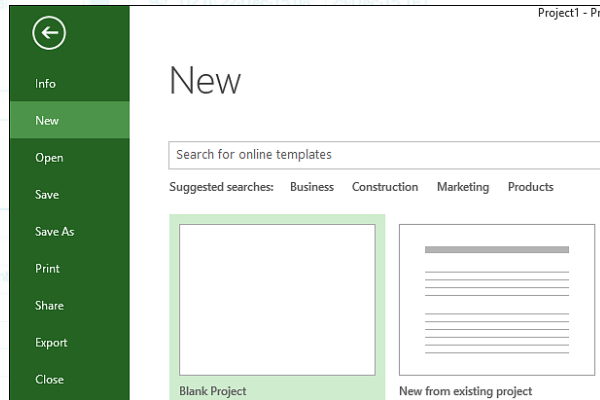 Project1 - Pr
Info
New
Open
Save
Save As
Print
Share
Export
Close
New
Search for online templates
Suggested searches: Business Construction Marketing Products
Blank Project
New from existing project